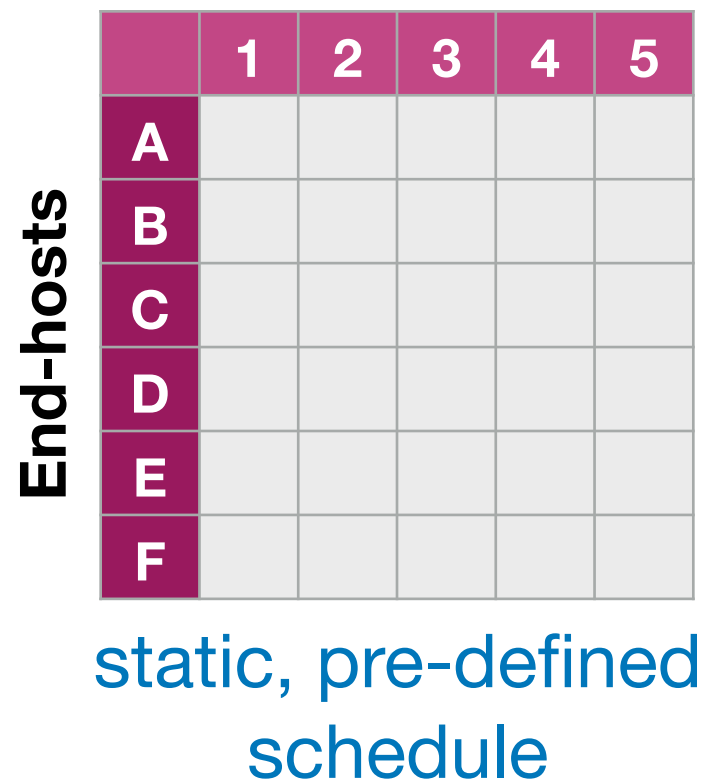 1 2 3 4 5
A
B
C
D
E
F
End-hosts
static, pre-defined
schedule